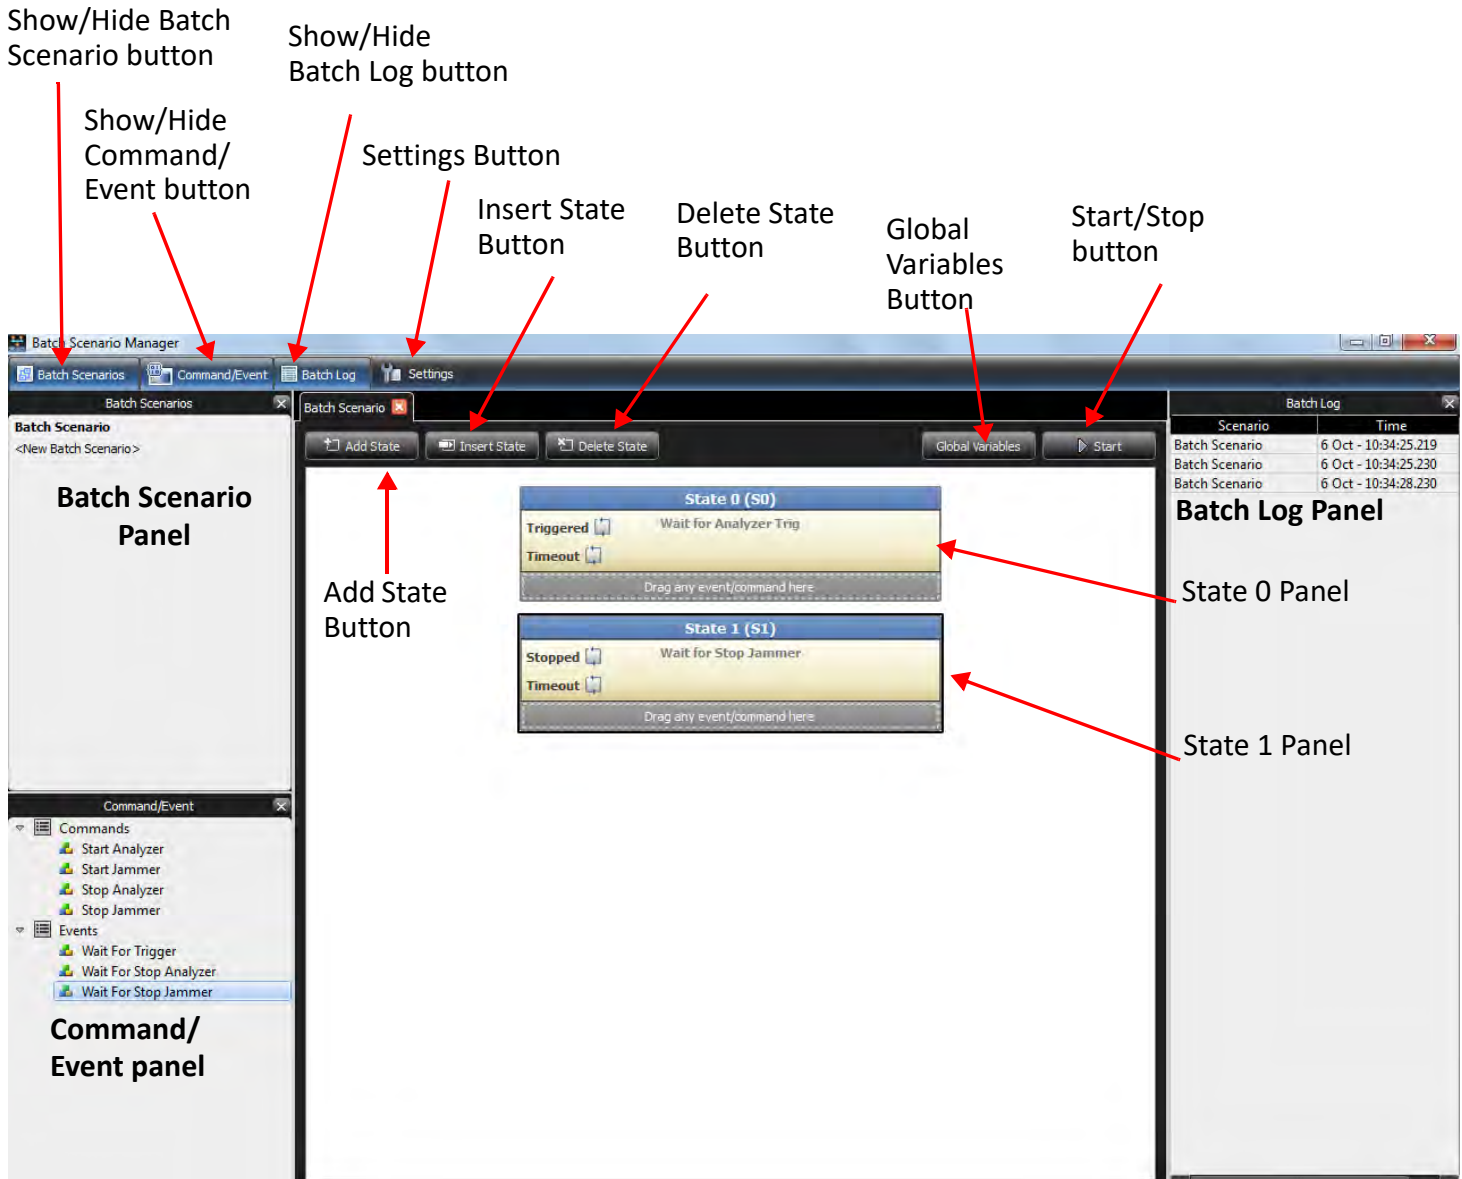 Show/Hide Batch
Scenario button
Show/Hide
Batch Log button
Show/Hide
Command/
Event button
Settings Button
Insert State
Button
Delete State
Button
Global
Variables
Button
Start/Stop
button
Batch Scenario Manager
Batch Scenarios
Command/Event
Batch Log
Settings
Batch Scenarios
Batch Scenario
<New Batch Scenario>
Batch Scenario
Panel
Batch Scenario
Add State
Insert State
Delete State
Global Variables
Start
Add State
Button
State 0 (S0)
Wait for Analyzer Trig
Triggered
Timeout
Drag any event/command here
State 1 (S1)
Wait for Stop Jammer
Stopped
Timeout
Drag any event/command here
Batch Log
Scenario Time
Batch Scenario 6 Oct - 10:34:25.219
Batch Scenario 6 Oct - 10:34:25.230
Batch Scenario 6 Oct - 10:34:28.230
Batch Log Panel
State 0 Panel
State 1 Panel
Command/Event
Commands
Start Analyzer
Start Jammer
Stop Analyzer
Stop Jammer
Events
Wait For Trigger
Wait For Stop Analyzer
Wait For Stop Jammer
Command/
Event panel